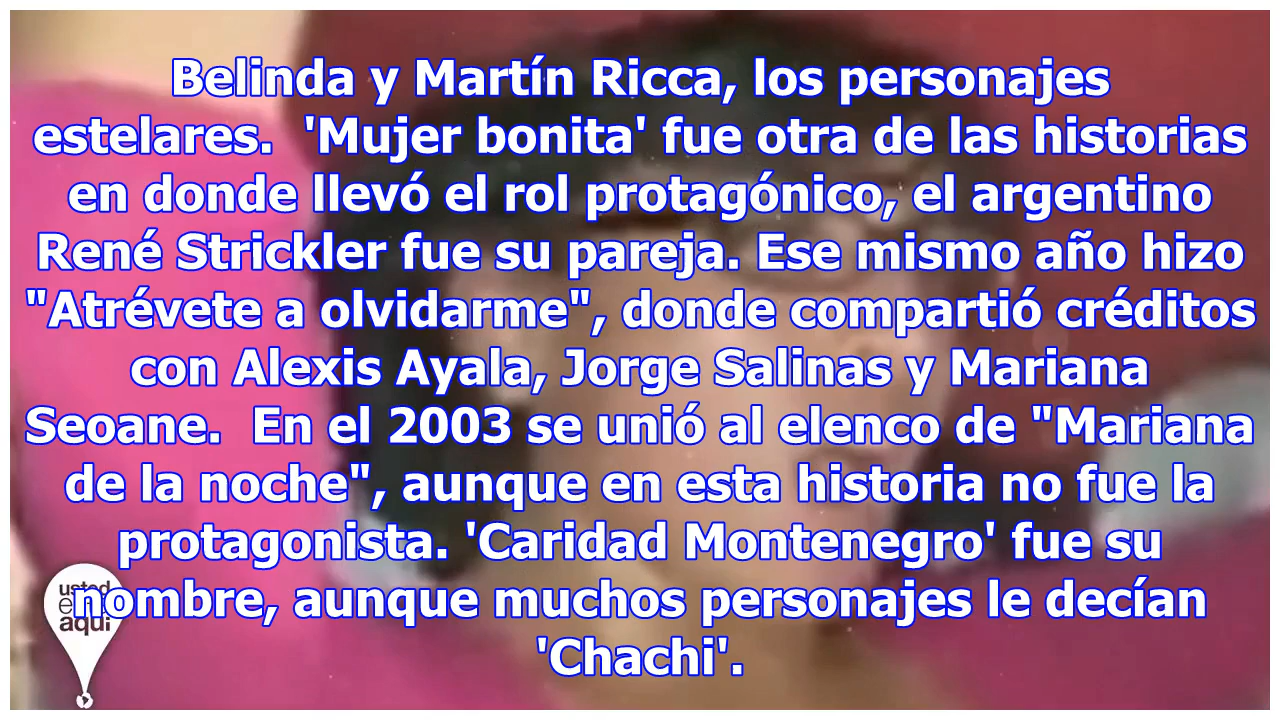 Belinda y Martín Ricca, los personajes
estelares.  'Mujer bonita' fue otra de las historias
en donde llevó el rol protagónico, el argentino
René Strickler fue su pareja. Ese mismo año hizo
"Atrévete a olvidarme", donde compartió créditos
con Alexis Ayala, Jorge Salinas y Mariana
Seoane.  En el 2003 se unió al elenco de "Mariana
de la noche", aunque en esta historia no fue la
protagonista. 'Caridad Montenegro' fue su
nombre, aunque muchos personajes le decían
'Chachi'.
usted
aquí